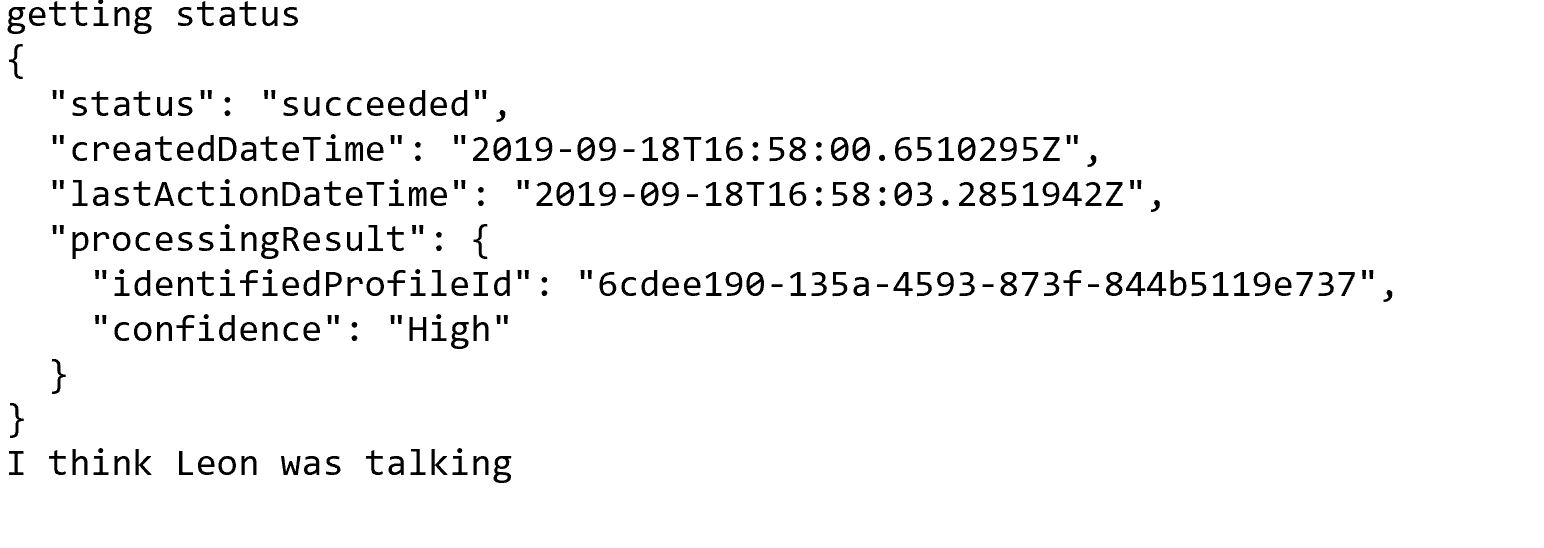 getting status
{
  "status": "succeeded",
  "createdDateTime": "2019-09-18T16:58:00.6510295Z",
  "lastActionDateTime": "2019-09-18T16:58:03.2851942Z",
  "processingResult": {
    "identifiedProfileId": "6cdee190-135a-4593-873f-844b5119e737",
    "confidence": "High"
  }
}
I think Leon was talking